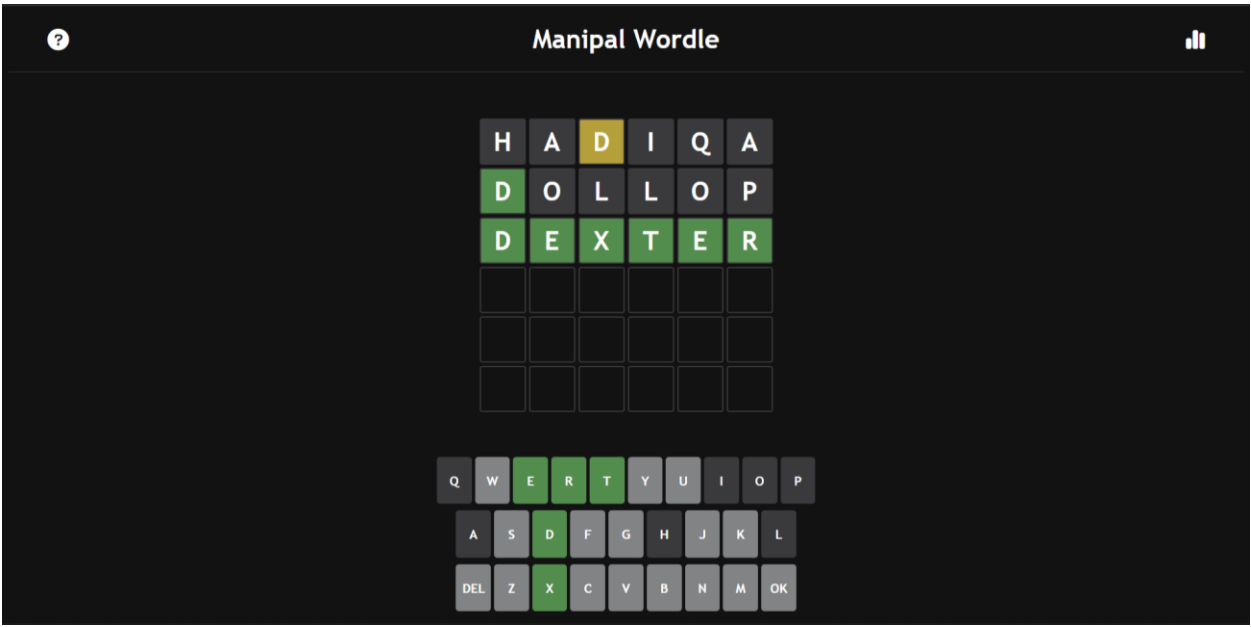 ?
Manipal Wordle
H A D I Q A
D O L L O P
D E X T E R
Q W E R T Y U I O P
A S D F G H J K L
DEL Z X C V B N M OK